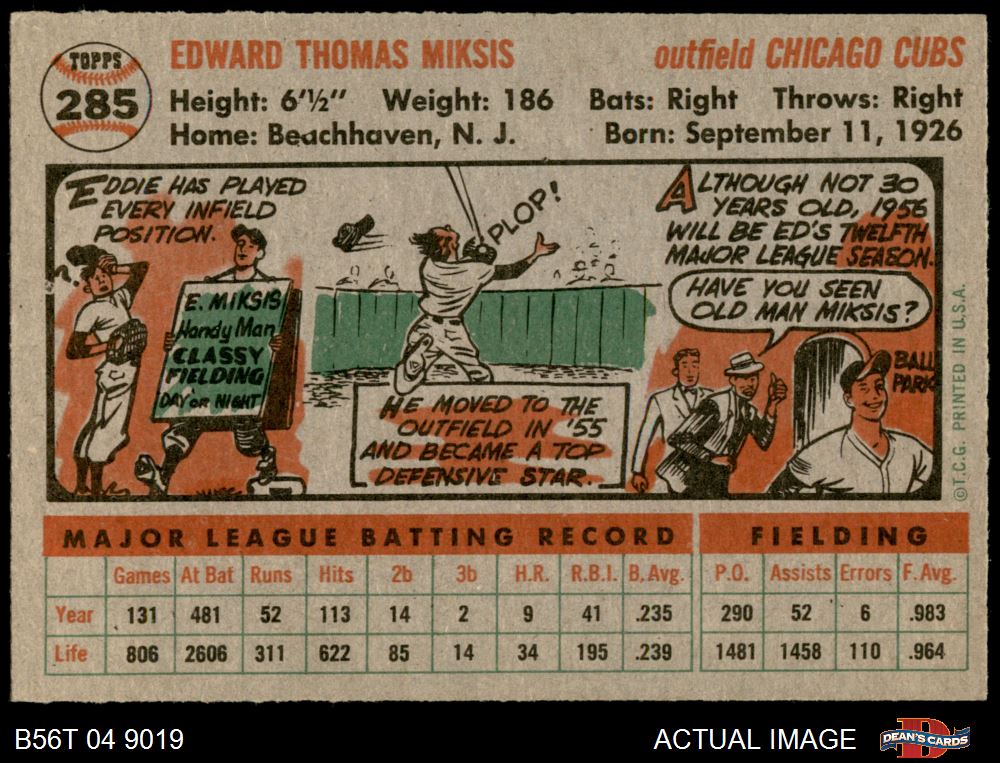 TOPPS
285
EDWARD THOMAS MIKSIS
outfield CHICAGO CUBS
Height: 6'½" Weight: 186 Bats: Right Throws: Right
Home: Beachhaven, N. J. Born: September 11, 1926
EDDIE HAS PLAYED
EVERY INFIELD
POSITION.
?
E. MIKSIS
Handy Man
CLASSY
FIELDING
DAY or NIGHT
PLOP!
HE MOVED TO THE
OUTFIELD IN '55
AND BECAME A TOP
DEFENSIVE STAR.
ALTHOUGH NOT 30
YEARS OLD, 1956
WILL BE ED'S TWELFTH
MAJOR LEAGUE SEASON.
HAVE YOU SEEN
OLD MAN MIKSIS?
BALL
PARK
©T.C.G. PRINTED IN U.S.A.
MAJOR LEAGUE BATTING RECORD FIELDING
Games At Bat Runs Hits 2b 3b H.R. R.B.I. B. Avg. P.O. Assists Errors F. Avg.
Year 131 481 52 113 14 2 9 41 .235 290 52 6 .983
Life 806 2606 311 622 85 14 34 195 .239 1481 1458 110 .964
B56T 04 9019
ACTUAL IMAGE
D
DEAN'S CARDS